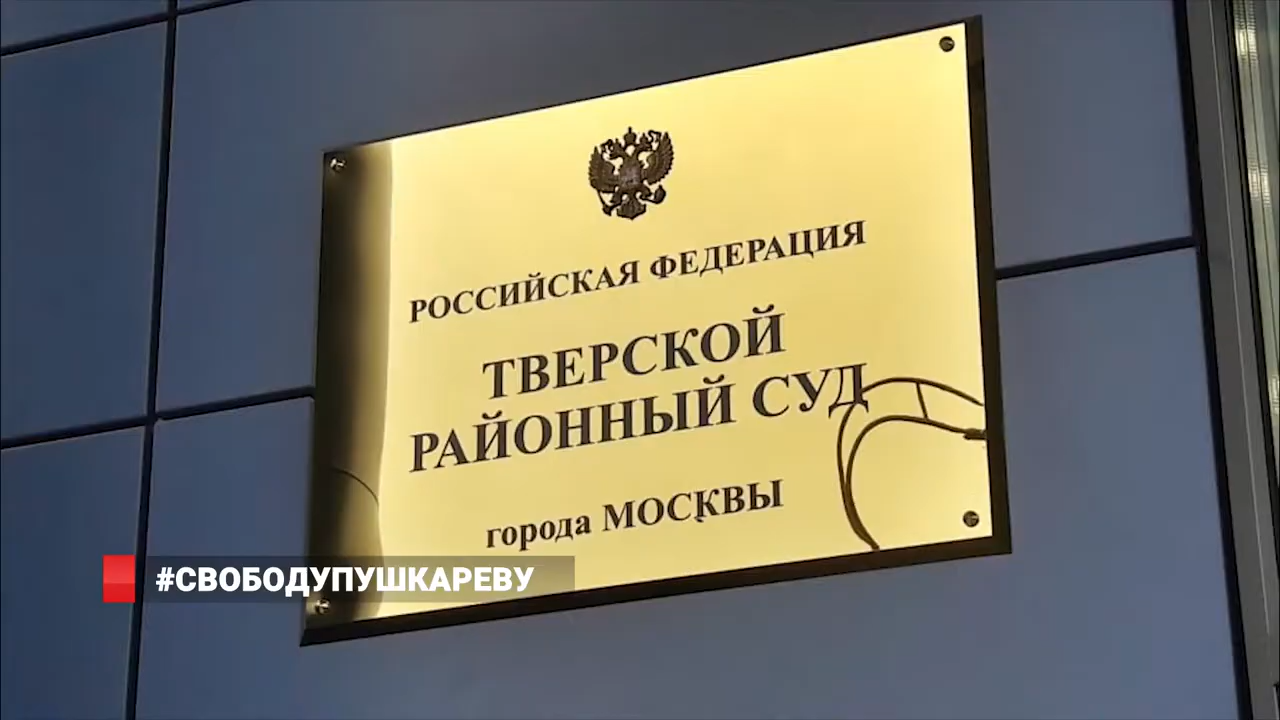 РОССИЙСКАЯ ФЕДЕРАЦИЯ
ТВЕРСКОЙ
РАЙОННЫЙ СУД
города МОСКВЫ
#СВОБОДУПУШКАРЕВУ